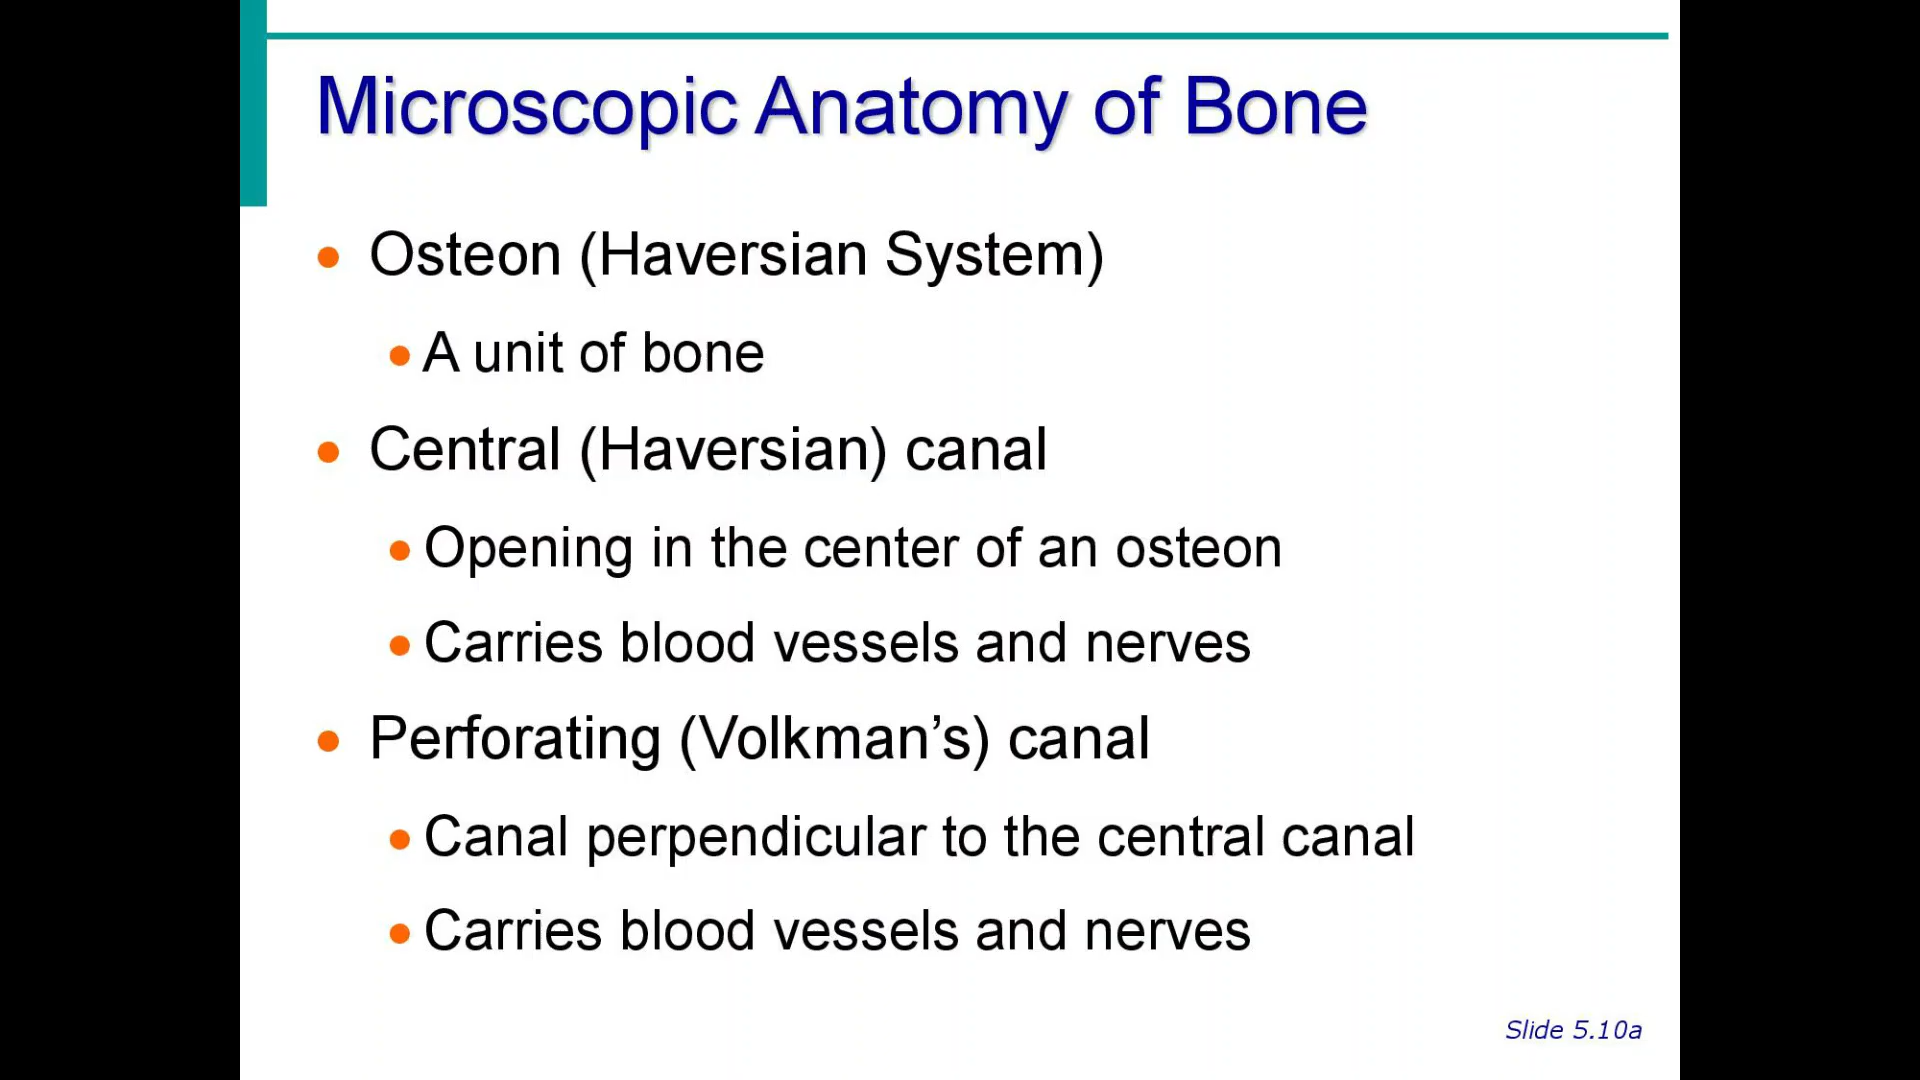 Microscopic Anatomy of Bone
• Osteon (Haversian System)
• A unit of bone
• Central (Haversian) canal
• Opening in the center of an osteon
• Carries blood vessels and nerves
• Perforating (Volkman’s) canal
• Canal perpendicular to the central canal
• Carries blood vessels and nerves
Slide 5.10a